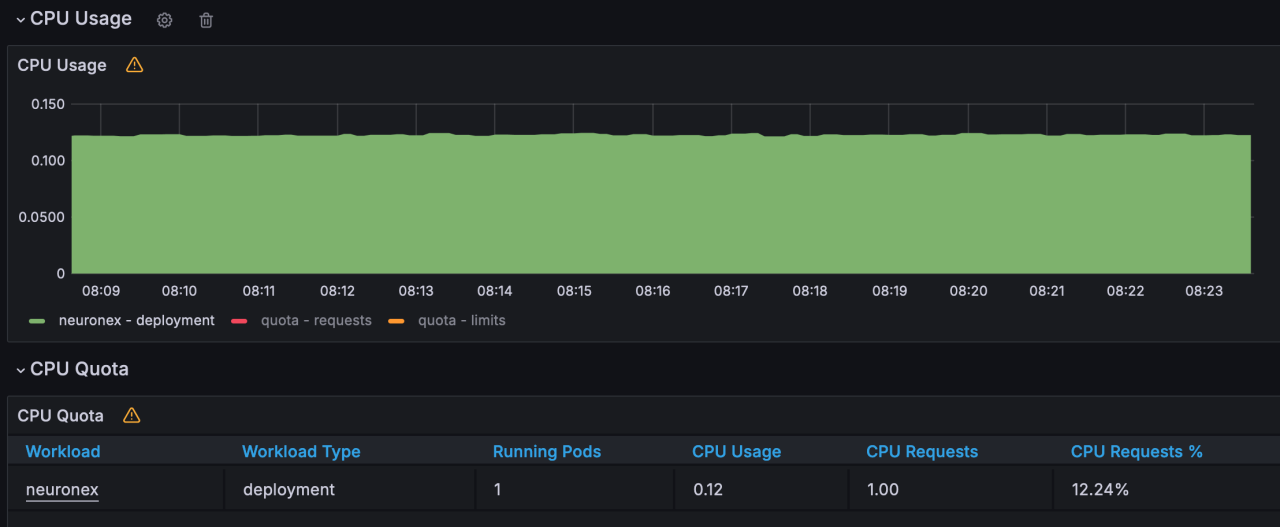 CPU Usage
CPU Usage
0.150
0.100
0.0500
0
08:09 08:10 08:11 08:12 08:13 08:14 08:15 08:16 08:17 08:18 08:19 08:20 08:21 08:22 08:23
neuronex - deployment quota - requests quota - limits
CPU Quota
CPU Quota
Workload Workload Type Running Pods CPU Usage CPU Requests CPU Requests %
neuronex deployment 1 0.12 1.00 12.24%